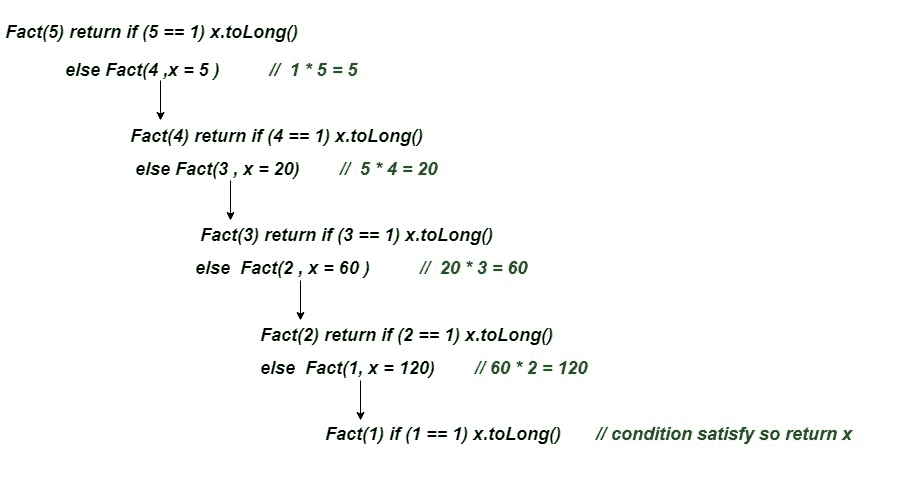 Fact(5) return if (5 == 1) x.toLong()
else Fact(4 ,x = 5 ) // 1 * 5 = 5
Fact(4) return if (4 == 1) x.toLong()
else Fact(3 , x = 20) // 5 * 4 = 20
Fact(3) return if (3 == 1) x.toLong()
else Fact(2 , x = 60 ) // 20 * 3 = 60
Fact(2) return if (2 == 1) x.toLong()
else Fact(1, x = 120) // 60 * 2 = 120
Fact(1) if (1 == 1) x.toLong() // condition satisfy so return x